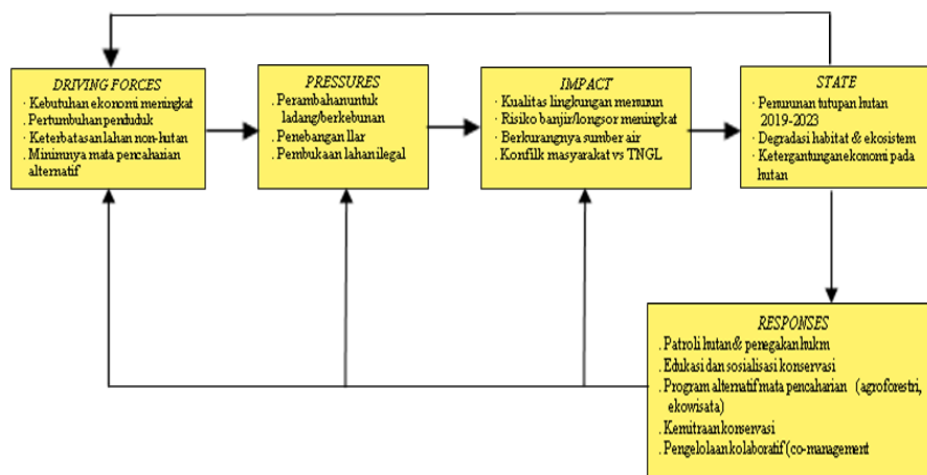 DRIVING FORCES
· Kebutuhan ekonomi meningkat
. Pertumbuhan penduduk
· Keterbatasan lahan non-hutan
. Minimnya mata pencaharian
alternatif
PRESSURES
. Perambahan untuk
ladang/berkebunan
. Penebangan llar
. Pembukaan lahan ilegal
IMPACT
· Kualitas lingkungan menurun
. Risiko banjir/longsor meningkat
· Berkurangnya sumber air
. Konfilk masyarakat vs TNGL
STATE
· Penurunan tutupan hutan
2019-2023
· Degradasi habitat & ekosistem
· Ketergantungan ekonomi pada
hutan
RESPONSES
. Patroli hutan & penegakan hukm
. Edukasi dan sosialisasi konservasi
. Program alternatif mata pencaharian (agroforestri,
ekowisata)
. Kemitraan konservasi
. Pengelolaan kolaboratif (co-management